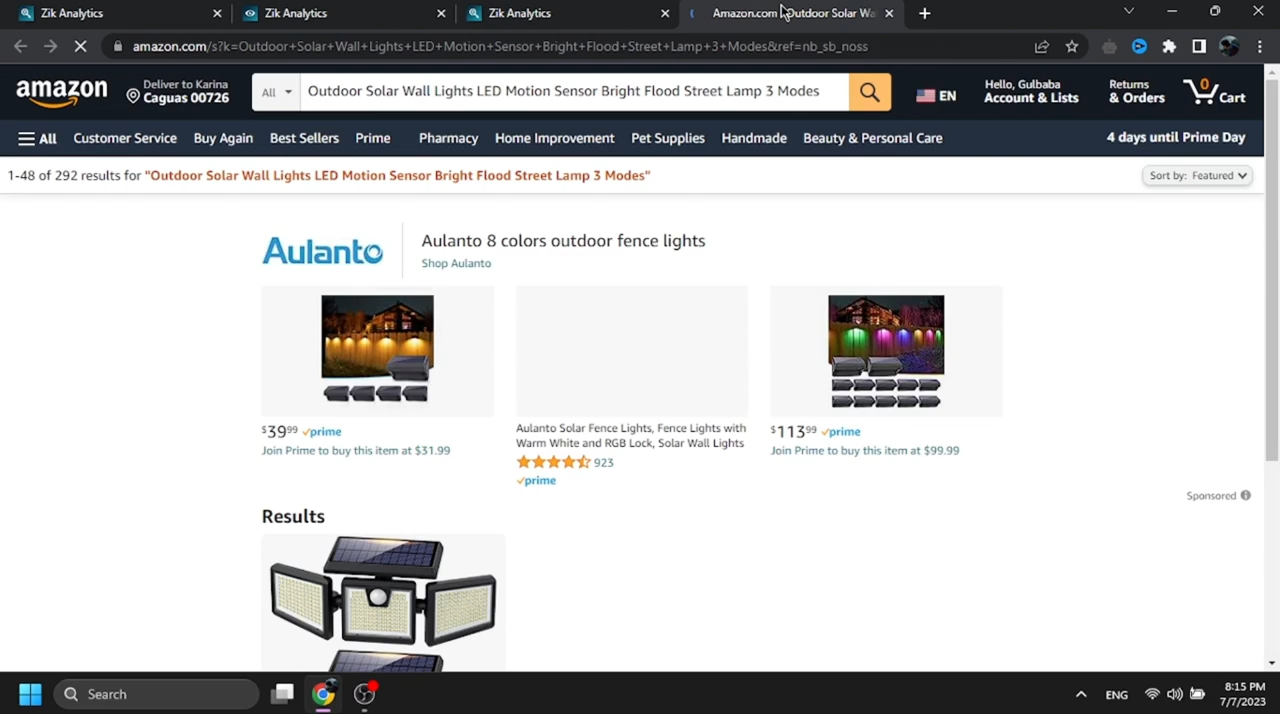 Zik Analytics
Zik Analytics
Zik Analytics
Amazon.com Outdoor Solar Wa
amazon.com/s?k=Outdoor+Solar+Wall+Lights+LED+Motion+Sensor+Bright+Flood+Street+Lamp+3+Modes&ref=nb_sb_noss
amazon
Deliver to Karina
Caguas 00726
All
Outdoor Solar Wall Lights LED Motion Sensor Bright Flood Street Lamp 3 Modes
EN
Hello, Gulbaba
Account & Lists
Returns
& Orders
0
Cart
All
Customer Service
Buy Again
Best Sellers
Prime
Pharmacy
Home Improvement
Pet Supplies
Handmade
Beauty & Personal Care
4 days until Prime Day
1-48 of 292 results for "Outdoor Solar Wall Lights LED Motion Sensor Bright Flood Street Lamp 3 Modes"
Sort by: Featured
Aulanto
Aulanto 8 colors outdoor fence lights
Shop Aulanto
$3999 prime
Join Prime to buy this item at $31.99
Aulanto Solar Fence Lights, Fence Lights with
Warm White and RGB Lock, Solar Wall Lights
923
prime
$11399 prime
Join Prime to buy this item at $99.99
Sponsored
Results
Search
ENG
8:15 PM
7/7/2023